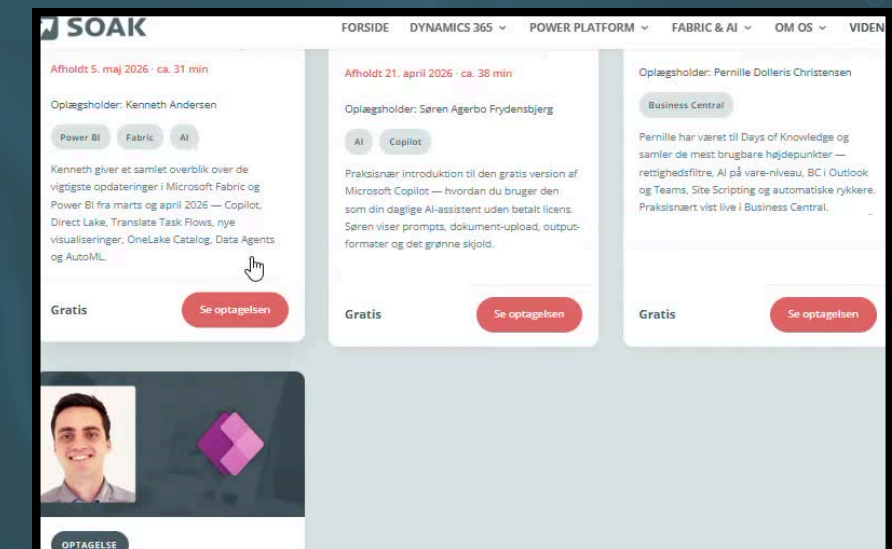 SOAK
FORSIDE DYNAMICS 365 POWER PLATFORM FABRIC & AI OM OS VIDEN
Afholdt 5. maj 2026 · ca. 31 min
Oplægsholder: Kenneth Andersen
Power BI Fabric AI
Kenneth giver et samlet overblik over de
vigtigste opdateringer i Microsoft Fabric og
Power BI fra marts og april 2026 — Copilot,
Direct Lake, Translate Task Flows, nye
visualiseringer, OneLake Catalog, Data Agents
og AutoML.
Gratis Se optagelsen
Afholdt 21. april 2026 · ca. 38 min
Oplægsholder: Søren Agerbo Frydensbjerg
AI Copilot
Praksisnær introduktion til den gratis version af
Microsoft Copilot — hvordan du bruger den
som din daglige AI-assistent uden betalt licens.
Søren viser prompts, dokument-upload, output-
formater og det grønne skjold.
Gratis Se optagelsen
Oplægsholder: Pernille Dolleris Christensen
Business Central
Pernille har været til Days of Knowledge og
samler de mest brugbare højdepunkter —
rettighedsfiltre, AI på vare-niveau, BC i Outlook
og Teams, Site Scripting og automatiske rykkere.
Praksisnært vist live i Business Central.
Gratis Se optagelsen
OPTAGELSE